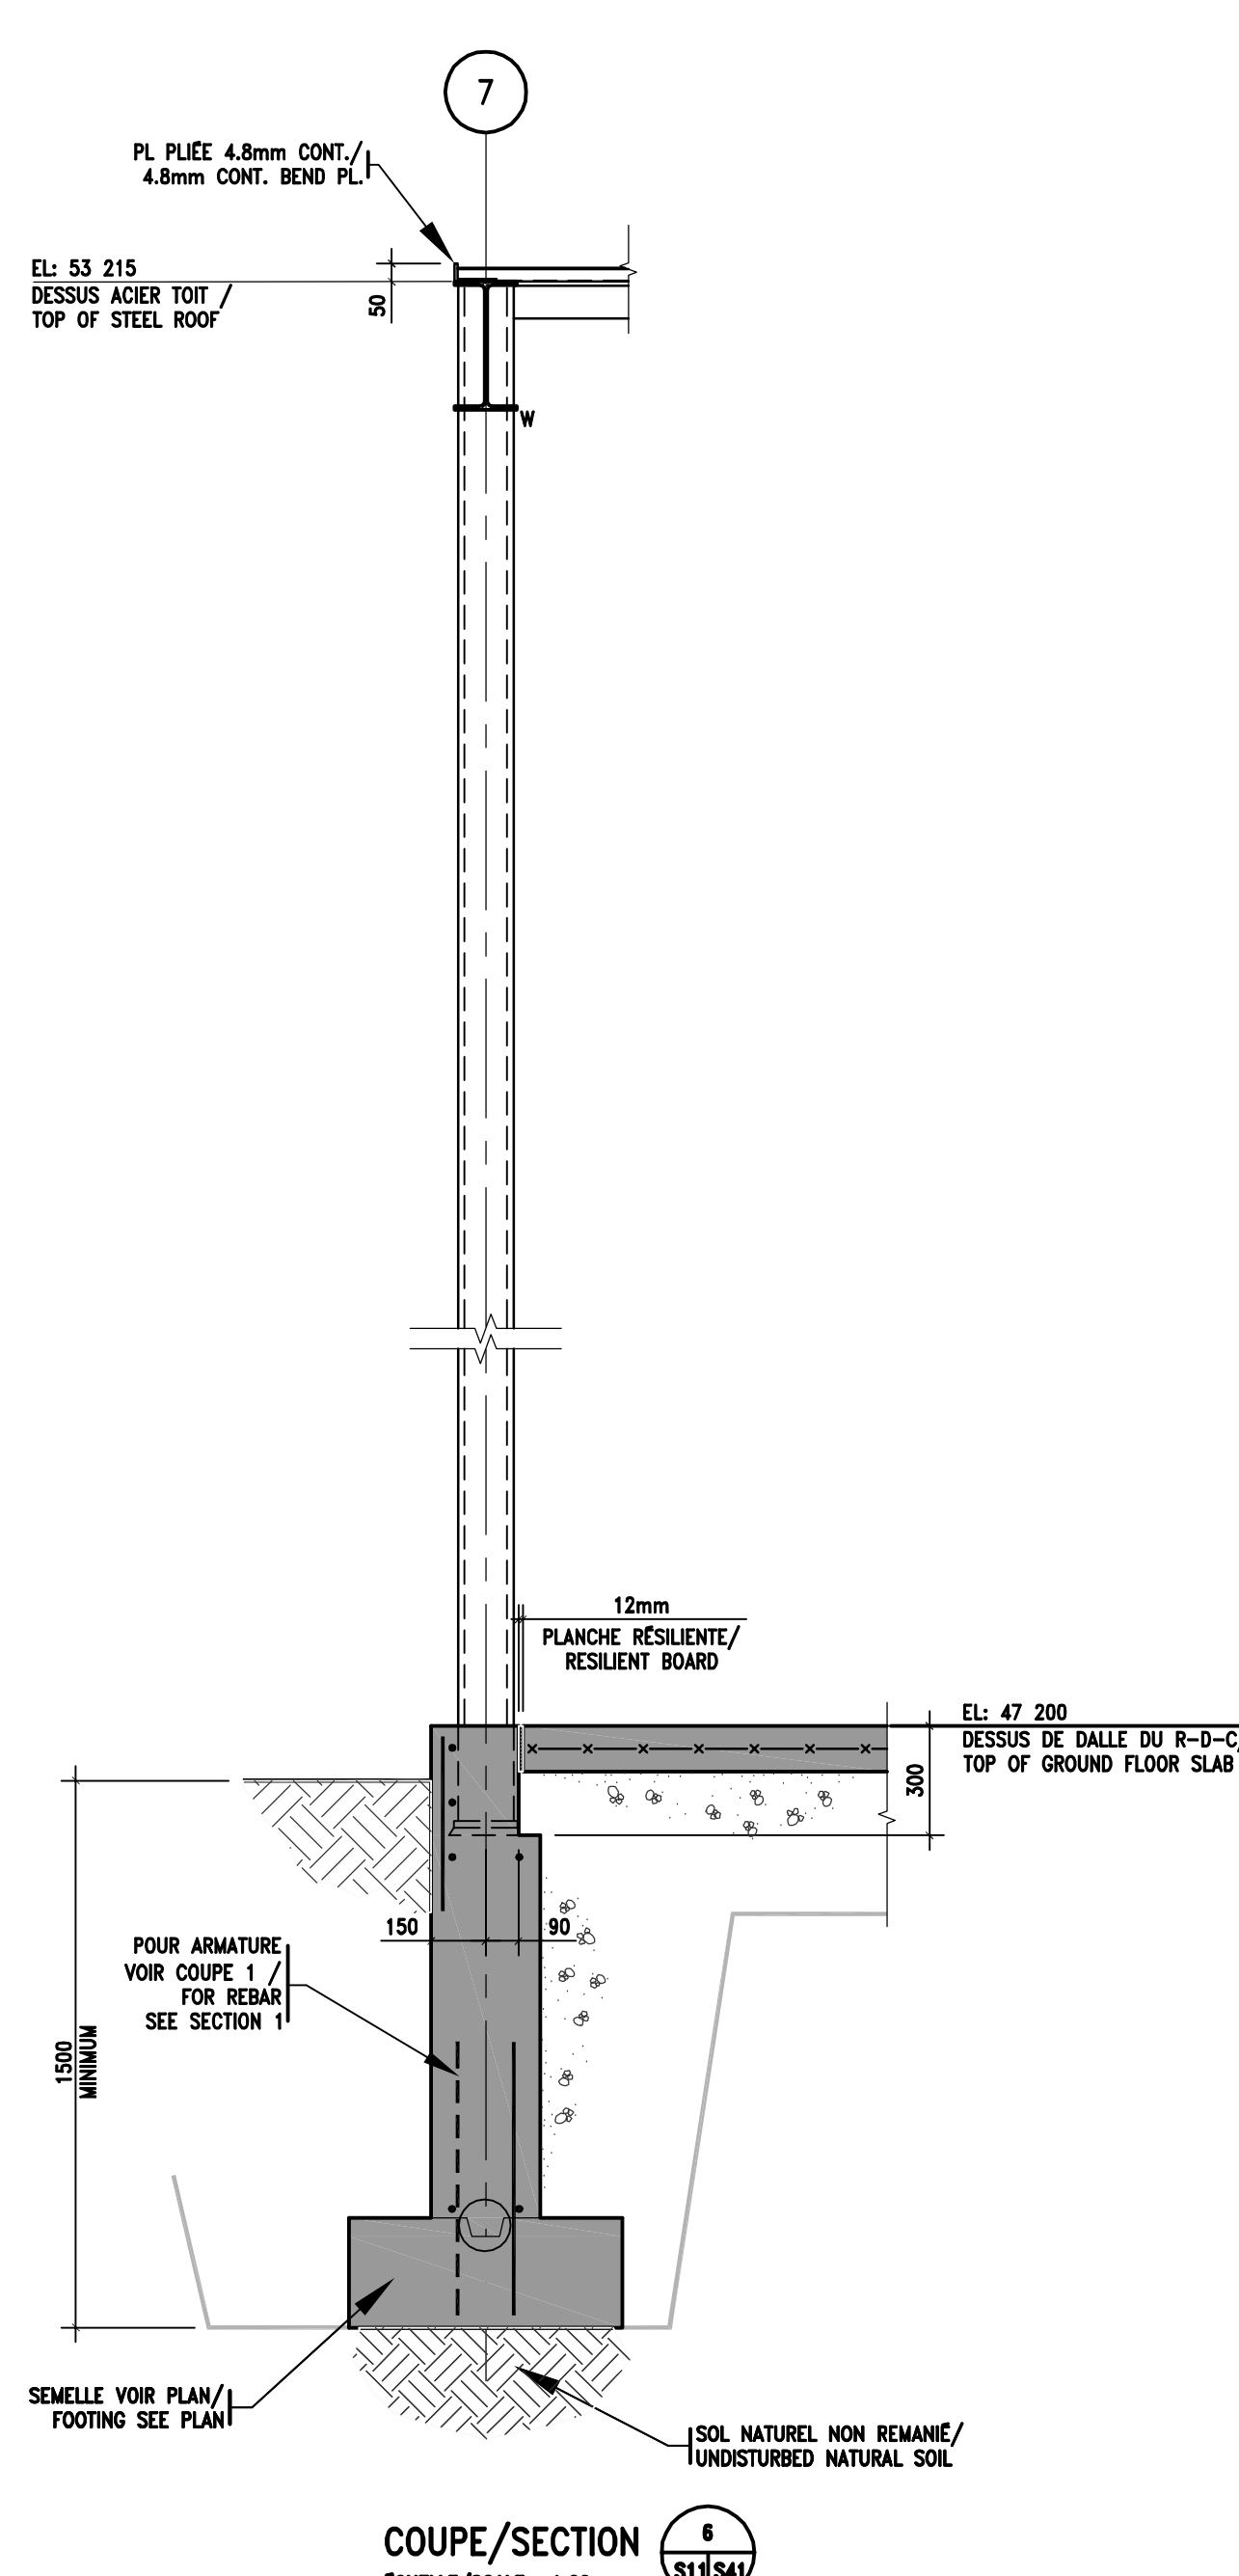 7
PL PLIÉE 4.8mm CONT./
4.8mm CONT. BEND PL.
EL: 53 215
DESSUS ACIER TOIT /
TOP OF STEEL ROOF
50
W
12mm
PLANCHE RÉSILIENTE/
RESILIENT BOARD
EL: 47 200
DESSUS DE DALLE DU R-D-C/
TOP OF GROUND FLOOR SLAB
300
150
90
POUR ARMATURE
VOIR COUPE 1 /
FOR REBAR
SEE SECTION 1
1500
MINIMUM
SEMELLE VOIR PLAN/
FOOTING SEE PLAN
SOL NATUREL NON REMANIÉ/
UNDISTURBED NATURAL SOIL
COUPE/SECTION
6
S11 S41